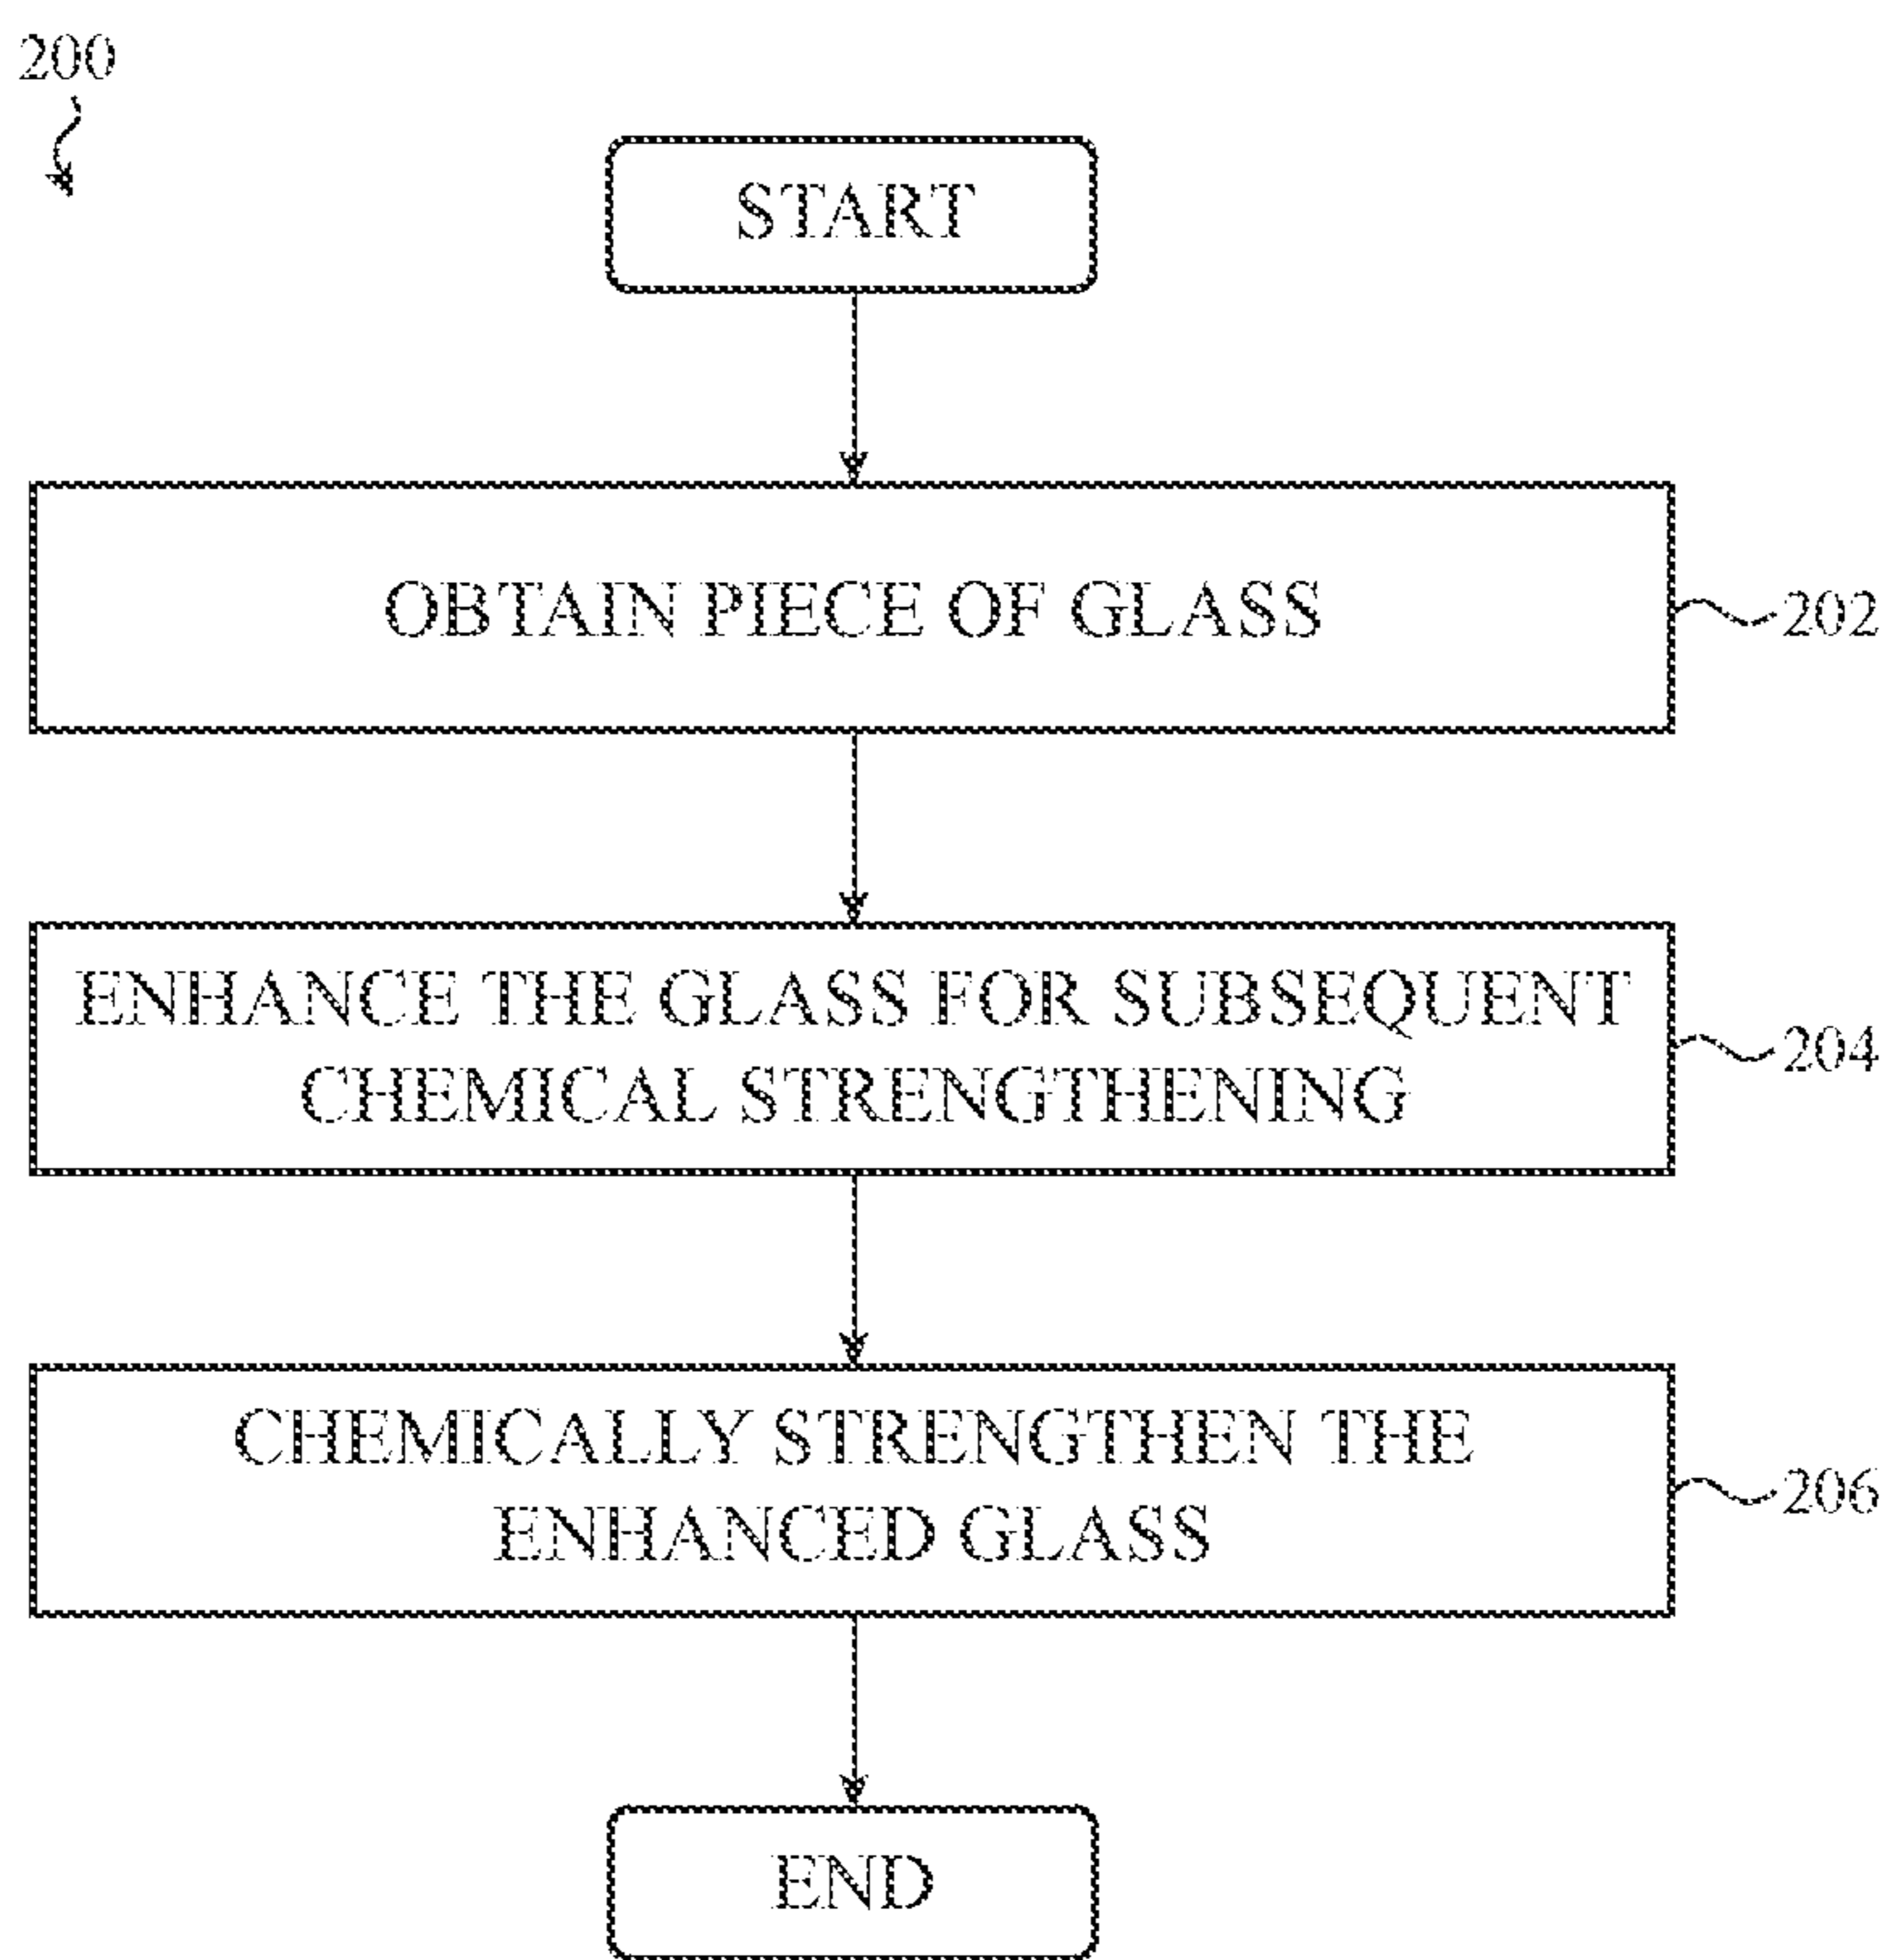 200
START
OBTAIN PIECE OF GLASS
202
ENHANCE THE GLASS FOR SUBSEQUENT
CHEMICAL STRENGTHENING
204
CHEMICALLY STRENGTHEN THE
ENHANCED GLASS
206
END